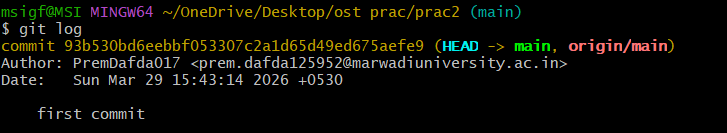 msigf@MSI MINGW64 ~/OneDrive/Desktop/ost prac/prac2 (main)
$ git log
commit 93b530bd6eebbf053307c2a1d65d49ed675aefe9 (HEAD -> main, origin/main)
Author: PremDafda017 <prem.dafda125952@marwadiuniversity.ac.in>
Date:   Sun Mar 29 15:43:14 2026 +0530
    first commit